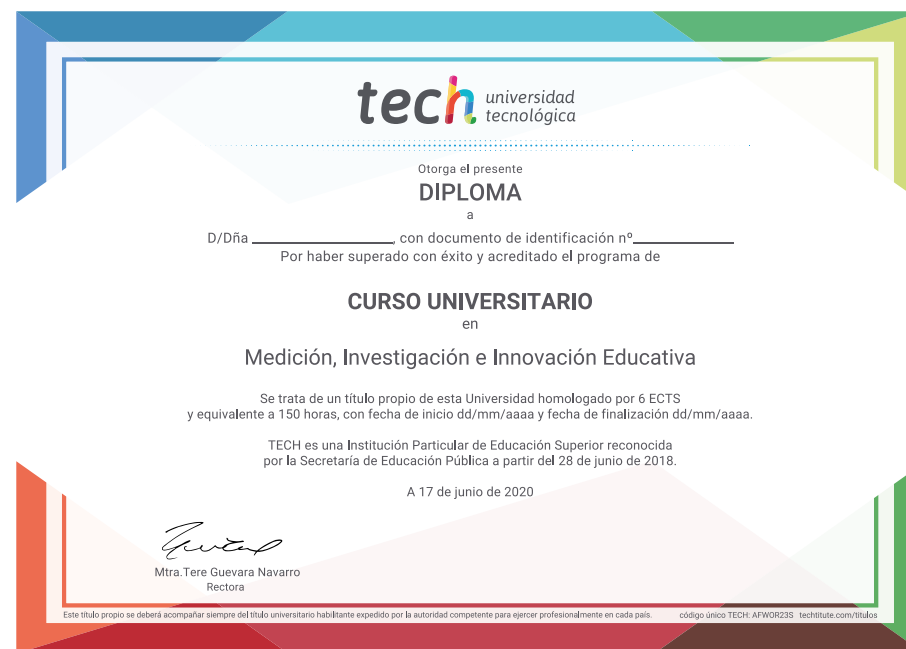 tech universidad
tecnológica
Otorga el presente
DIPLOMA
a
D/Dña ____________________, con documento de identificación nº______________
Por haber superado con éxito y acreditado el programa de
CURSO UNIVERSITARIO
en
Medición, Investigación e Innovación Educativa
Se trata de un título propio de esta Universidad homologado por 6 ECTS
y equivalente a 150 horas, con fecha de inicio dd/mm/aaaa y fecha de finalización dd/mm/aaaa.
TECH es una Institución Particular de Educación Superior reconocida
por la Secretaría de Educación Pública a partir del 28 de junio de 2018.
A 17 de junio de 2020
Mtra.Tere Guevara Navarro
Rectora
Este título propio se deberá acompañar siempre del título universitario habilitante expedido por la autoridad competente para ejercer profesionalmente en cada país. código único TECH: AFWOR23S techtitute.com/titulos